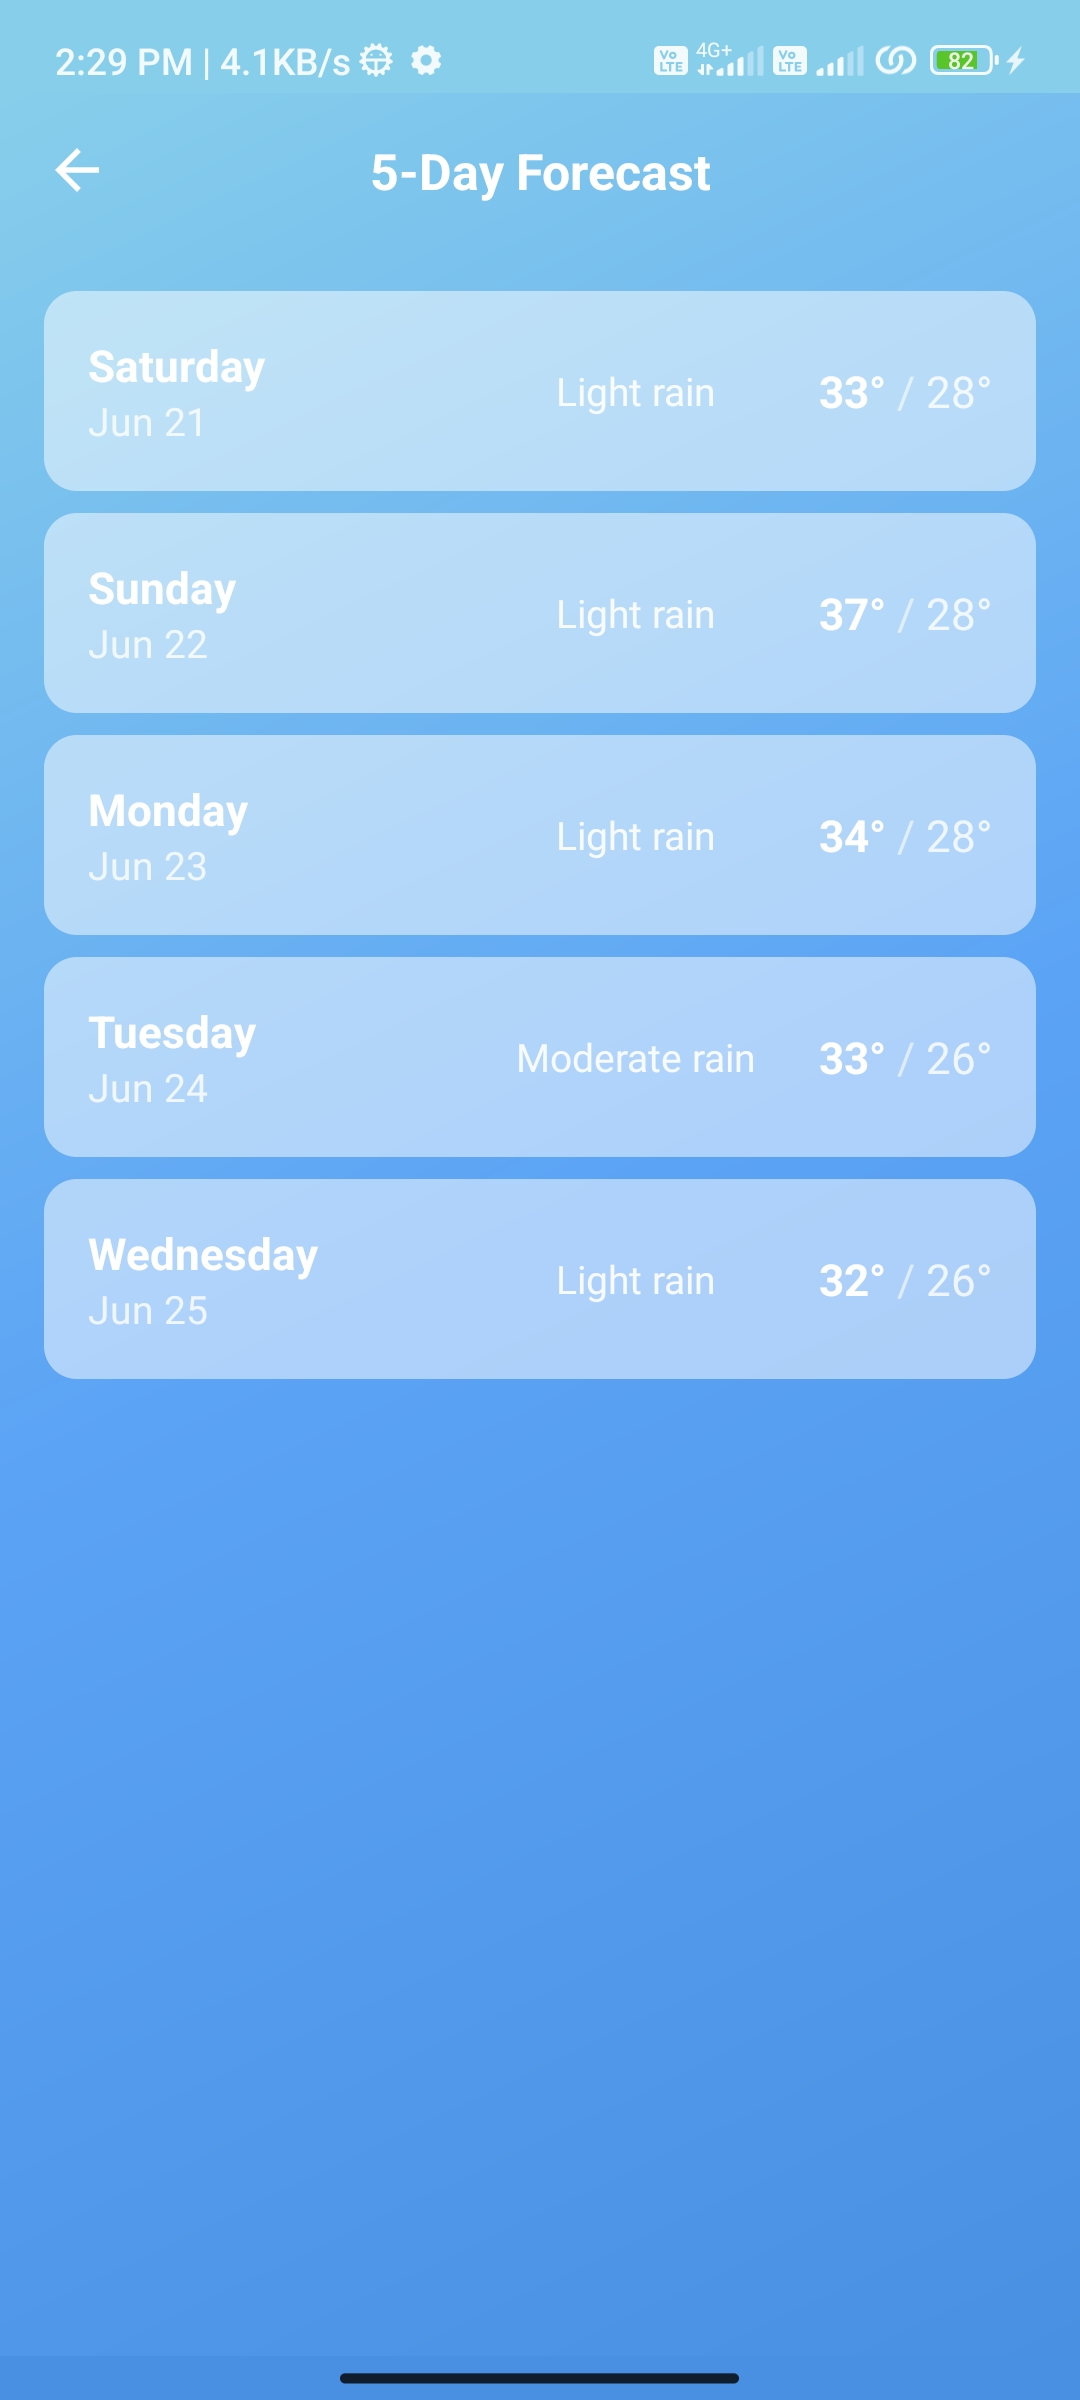 2:29 PM | 4.1KB/s Vo LTE 4G+ Vo LTE 82
5-Day Forecast
Saturday
Jun 21
Light rain
33° / 28°
Sunday
Jun 22
Light rain
37° / 28°
Monday
Jun 23
Light rain
34° / 28°
Tuesday
Jun 24
Moderate rain
33° / 26°
Wednesday
Jun 25
Light rain
32° / 26°